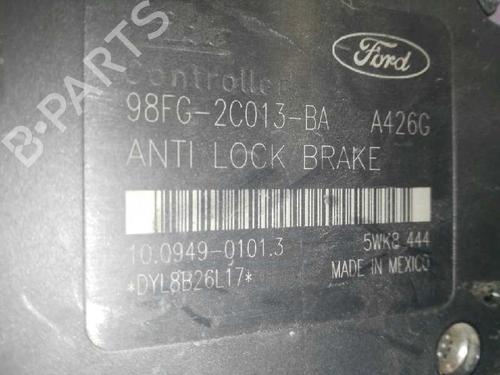 B-PARTS
Ford
Controller
98FG-2C013-BA A426G
ANTI LOCK BRAKE
10.0949-0101.3 5WK8 444
*DYL8B26L17* MADE IN MEXICO